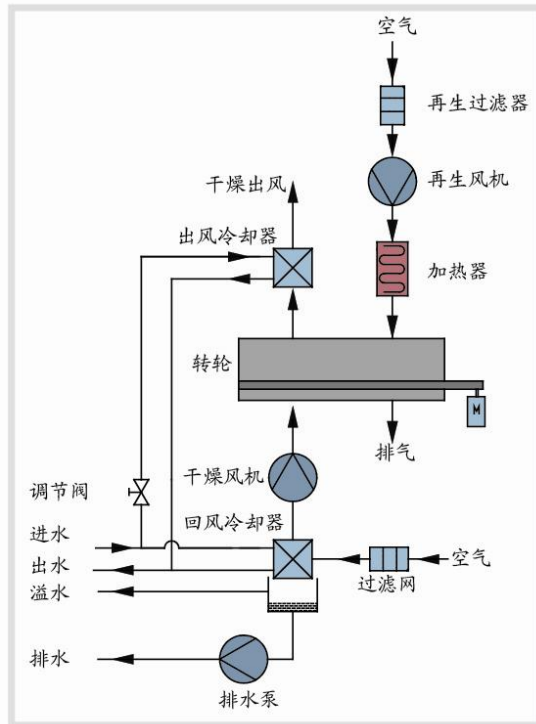 空气
再生过滤器
再生风机
干燥出风
出风冷却器
加热器
转轮
M
排气
干燥风机
调节阀
回风冷却器
进水
出水
空气
过滤网
溢水
排水
排水泵